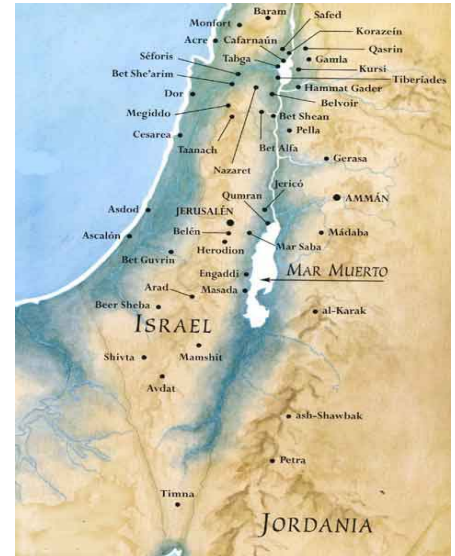 Baram
Safed
Monfort
Korazeín
Acre
Cafarnaún
Qasrin
Tabga
Gamla
Séforis
Kursi
Bet She'arim
Tiberíades
Dor
Hammat Gader
Belvoir
Megiddo
Bet Shean
Cesarea
Pella
Taanach
Bet Alfa
Gerasa
Nazaret
Jericó
Qumran
AMMÁN
Asdod
JERUSALÉN
Belén
Mádaba
Ascalón
Mar Saba
Herodion
Bet Guvrin
Engaddí
MAR MUERTO
Arad
Masada
Beer Sheba
al-Karak
ISRAEL
Mamshit
Shivta
Avdat
ash-Shawbak
Petra
Timna
JORDANIA